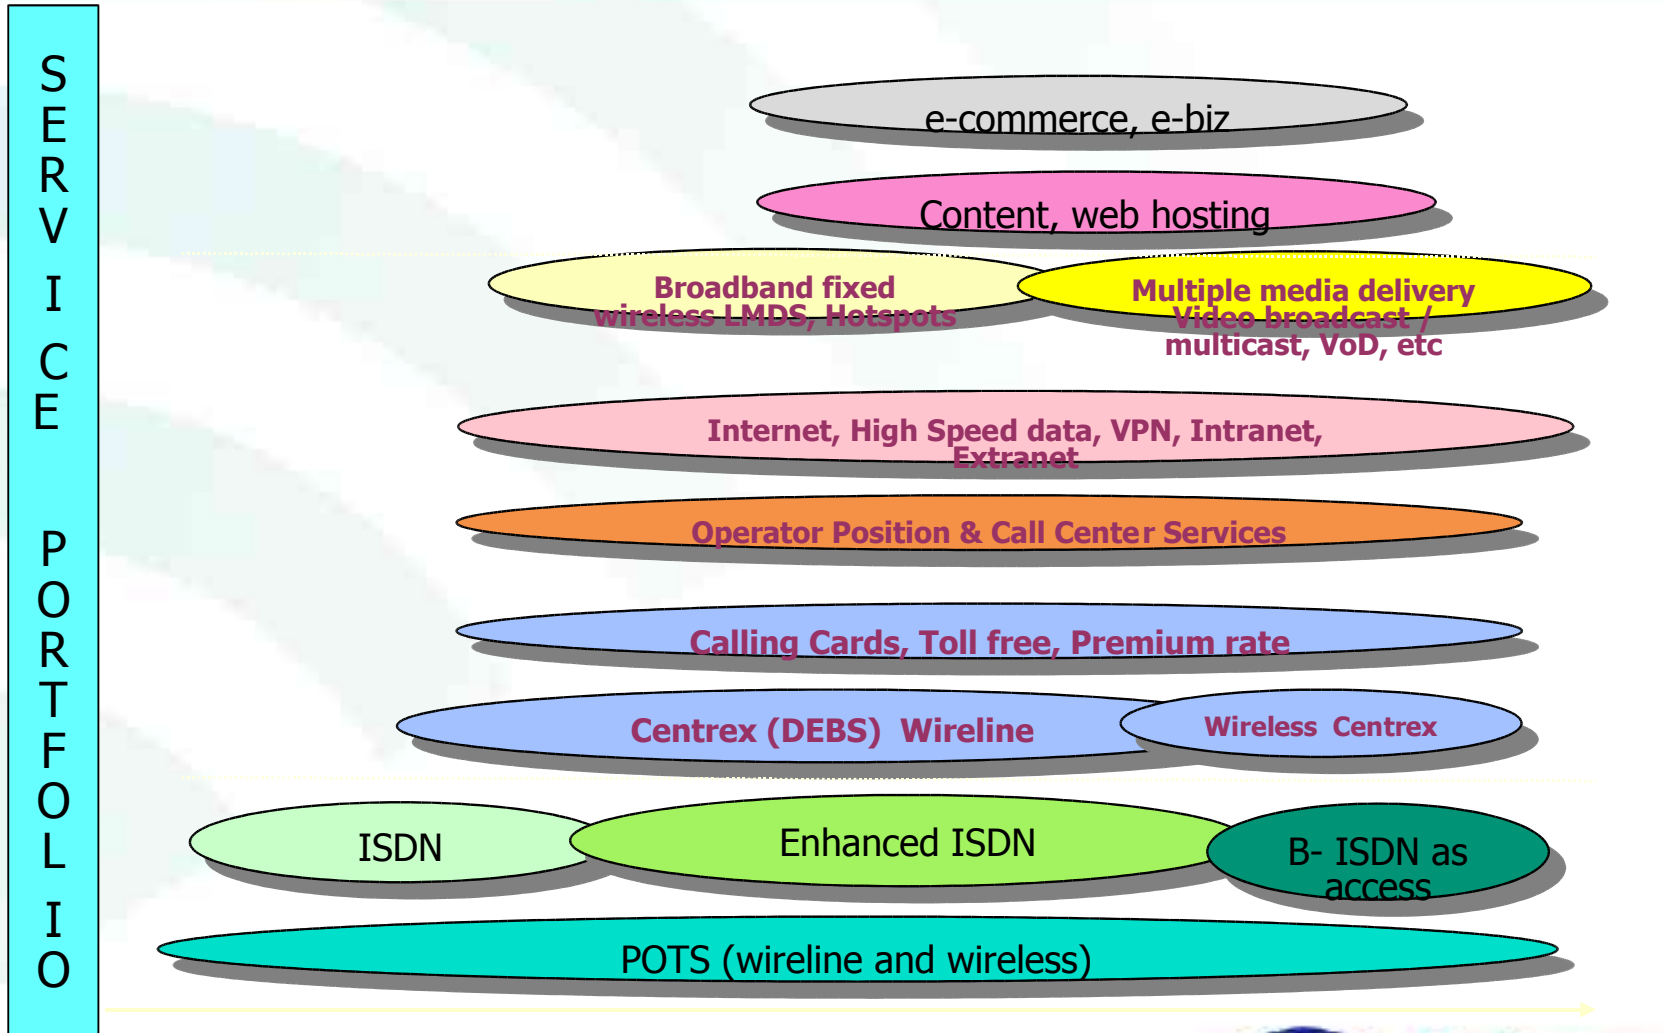 SERVICE PORTFOLIO
e-commerce, e-biz
Content, web hosting
Broadband fixed
wireless LMDS, Hotspots
Multiple media delivery
Video broadcast /
multicast, VoD, etc
Internet, High Speed data, VPN, Intranet,
Extranet
Operator Position & Call Center Services
Calling Cards, Toll free, Premium rate
Centrex (DEBS) Wireline
Wireless Centrex
ISDN
Enhanced ISDN
B- ISDN as
access
POTS (wireline and wireless)